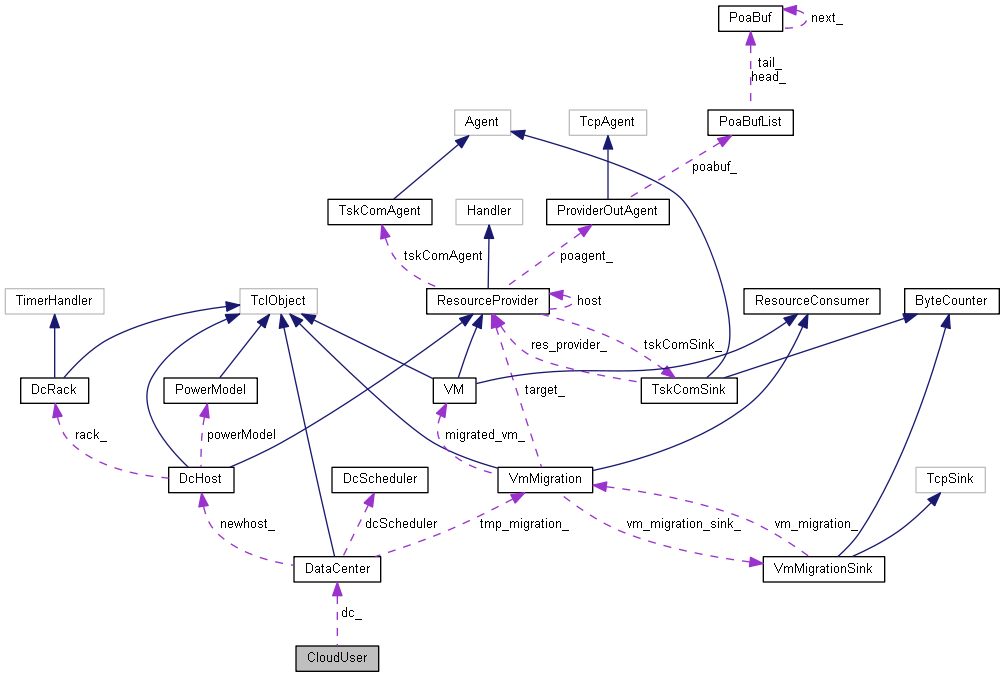 PoaBuf
next_
tail_
head_
Agent
TcpAgent
PoaBufList
poabuf_
TskComAgent
Handler
ProviderOutAgent
tskComAgent
poagent_
TimerHandler
TclObject
ResourceProvider
host
ResourceConsumer
ByteCounter
res_provider_
tskComSink_
DcRack
PowerModel
VM
target_
TskComSink
rack_
powerModel
migrated_vm_
DcHost
DcScheduler
VmMigration
TcpSink
newhost_
dcScheduler
tmp_migration_
vm_migration_sink_
vm_migration_
DataCenter
VmMigrationSink
dc_
CloudUser